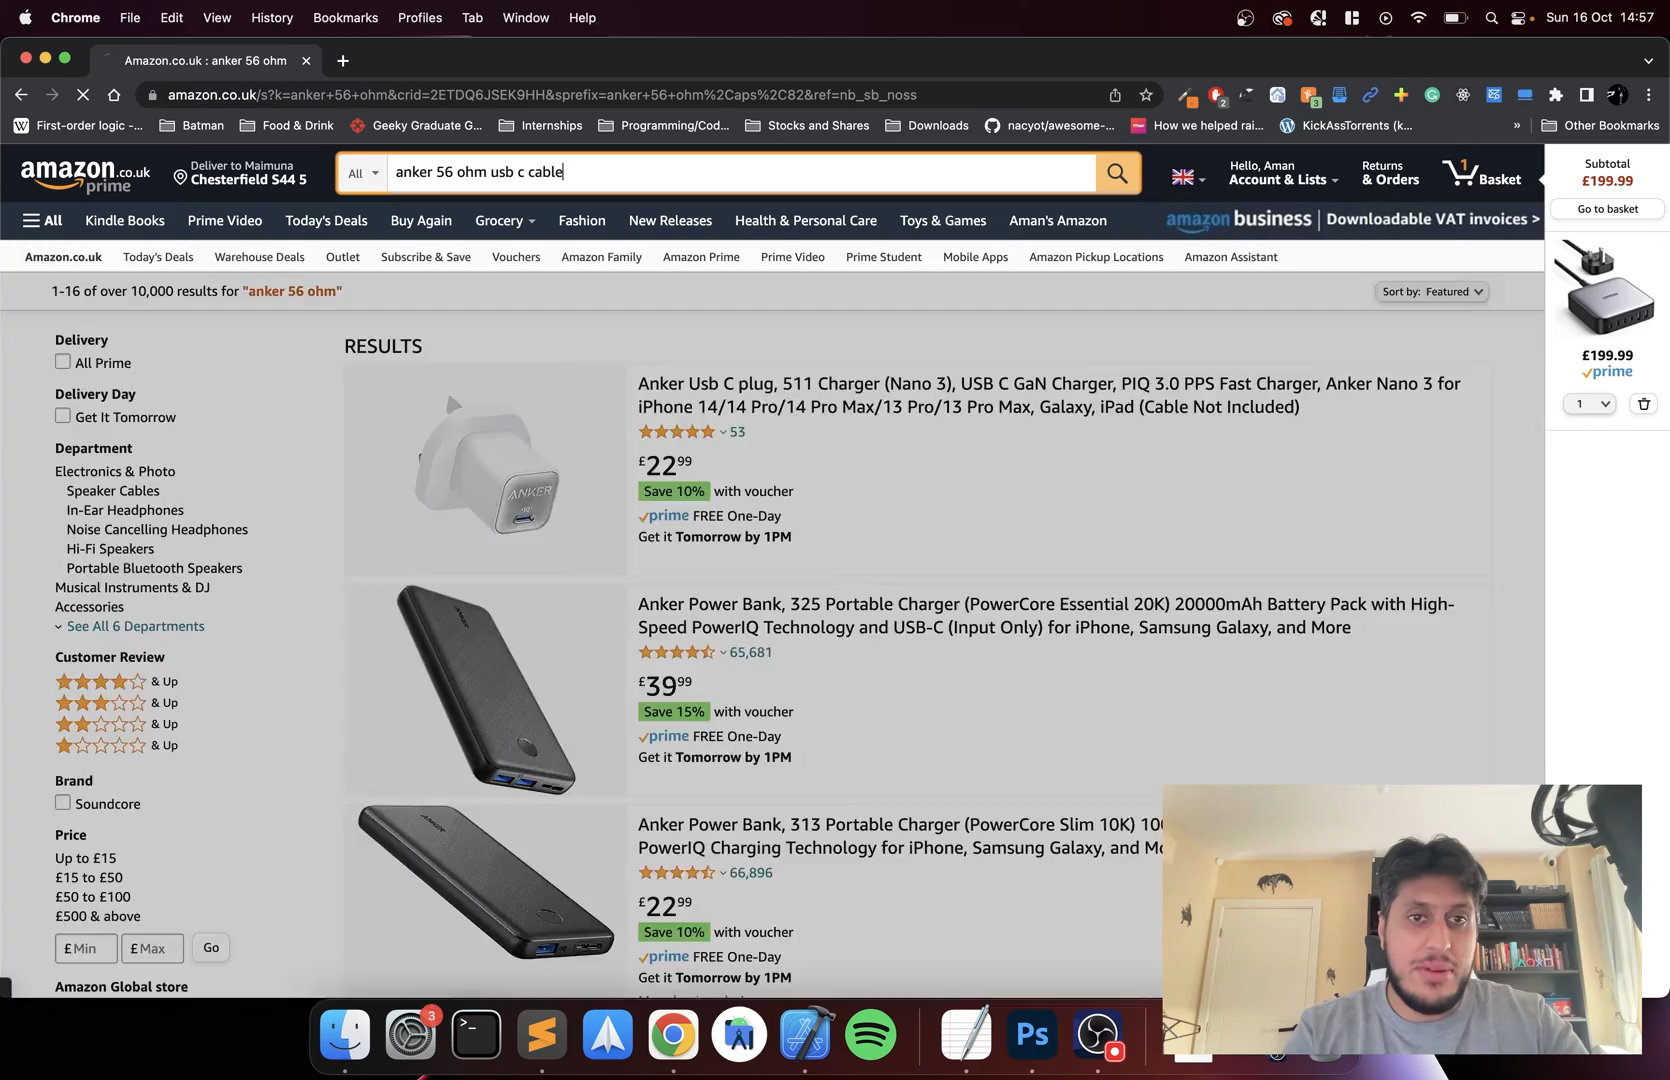 Chrome File Edit View History Bookmarks Profiles Tab Window Help Sun 16 Oct 14:57
Amazon.co.uk : anker 56 ohm
amazon.co.uk/s?k=anker+56+ohm&crid=2ETDQ6JSEK9HH&sprefix=anker+56+ohm%2Caps%2C82&ref=nb_sb_noss
First-order logic -... Batman Food & Drink Geeky Graduate G... Internships Programming/Cod... Stocks and Shares Downloads nacyot/awesome-... How we helped rai... KickAssTorrents (k... » Other Bookmarks
amazon.co.uk
prime
Deliver to Maimuna
Chesterfield S44 5
All
anker 56 ohm usb c cable
Hello, Aman
Account & Lists
Returns
& Orders
1
Basket
Subtotal
£199.99
Go to basket
£199.99
prime
1
All Kindle Books Prime Video Today's Deals Buy Again Grocery Fashion New Releases Health & Personal Care Toys & Games Aman's Amazon amazon business Downloadable VAT invoices >
Amazon.co.uk Today's Deals Warehouse Deals Outlet Subscribe & Save Vouchers Amazon Family Amazon Prime Prime Video Prime Student Mobile Apps Amazon Pickup Locations Amazon Assistant
1-16 of over 10,000 results for "anker 56 ohm"
Sort by: Featured
Delivery
All Prime
Delivery Day
Get It Tomorrow
Department
Electronics & Photo
Speaker Cables
In-Ear Headphones
Noise Cancelling Headphones
Hi-Fi Speakers
Portable Bluetooth Speakers
Musical Instruments & DJ
Accessories
See All 6 Departments
Customer Review
& Up
& Up
& Up
& Up
Brand
Soundcore
Price
Up to £15
£15 to £50
£50 to £100
£500 & above
£ Min £ Max Go
Amazon Global store
RESULTS
ANKER
Anker Usb C plug, 511 Charger (Nano 3), USB C GaN Charger, PIQ 3.0 PPS Fast Charger, Anker Nano 3 for
iPhone 14/14 Pro/14 Pro Max/13 Pro/13 Pro Max, Galaxy, iPad (Cable Not Included)
53
£22.99
Save 10% with voucher
prime FREE One-Day
Get it Tomorrow by 1PM
Anker Power Bank, 325 Portable Charger (PowerCore Essential 20K) 20000mAh Battery Pack with High-
Speed PowerIQ Technology and USB-C (Input Only) for iPhone, Samsung Galaxy, and More
65,681
£39.99
Save 15% with voucher
prime FREE One-Day
Get it Tomorrow by 1PM
Anker Power Bank, 313 Portable Charger (PowerCore Slim 10K)
PowerIQ Charging Technology for iPhone, Samsung Galaxy, and
66,896
£22.99
Save 10% with voucher
prime FREE One-Day
Get it Tomorrow by 1PM
3
Ps